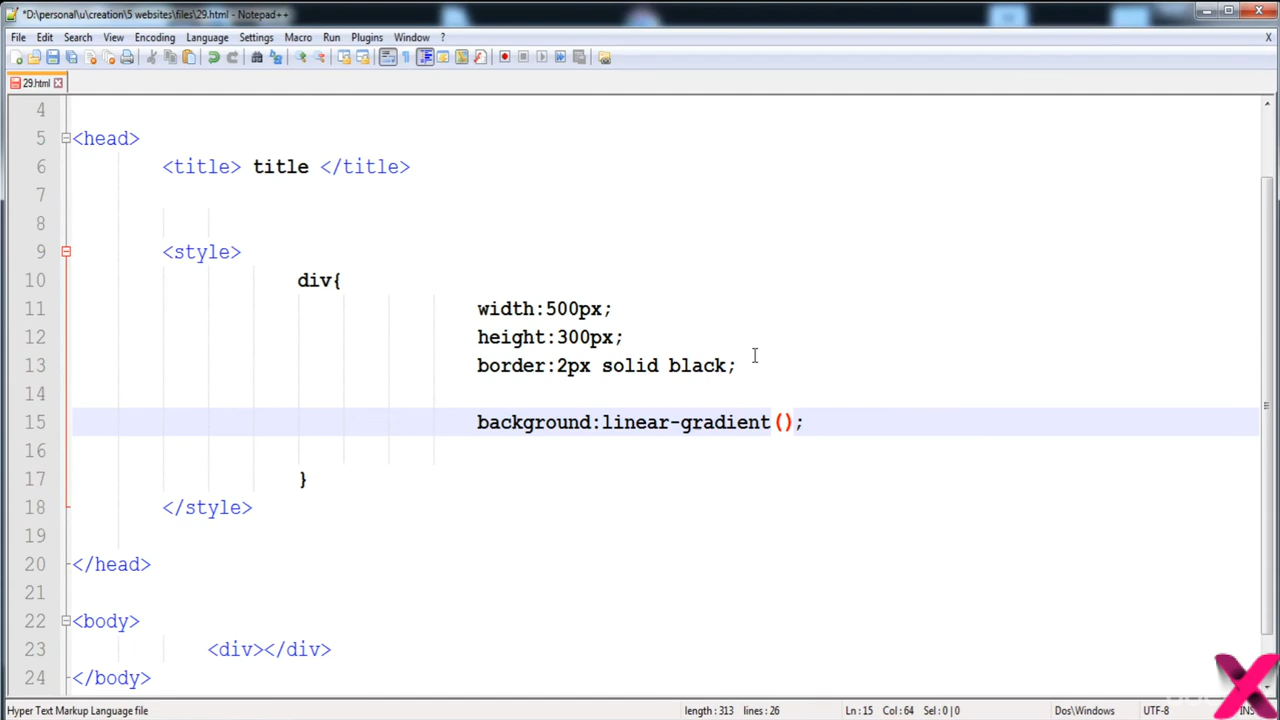 *D:\personal\u\creation\5 websites\files\29.html - Notepad++
File Edit Search View Encoding Language Settings Macro Run Plugins Window ? X
29.html
4
5 <head>
6 <title> title </title>
7
8
9 <style>
10 div{
11 width:500px;
12 height:300px;
13 border:2px solid black;
14
15 background:linear-gradient();
16
17 }
18 </style>
19
20 </head>
21
22 <body>
23 <div></div>
24 </body>
Hyper Text Markup Language file length : 313 lines : 26 Ln : 15 Col : 64 Sel : 0 | 0 Dos\Windows UTF-8 INS